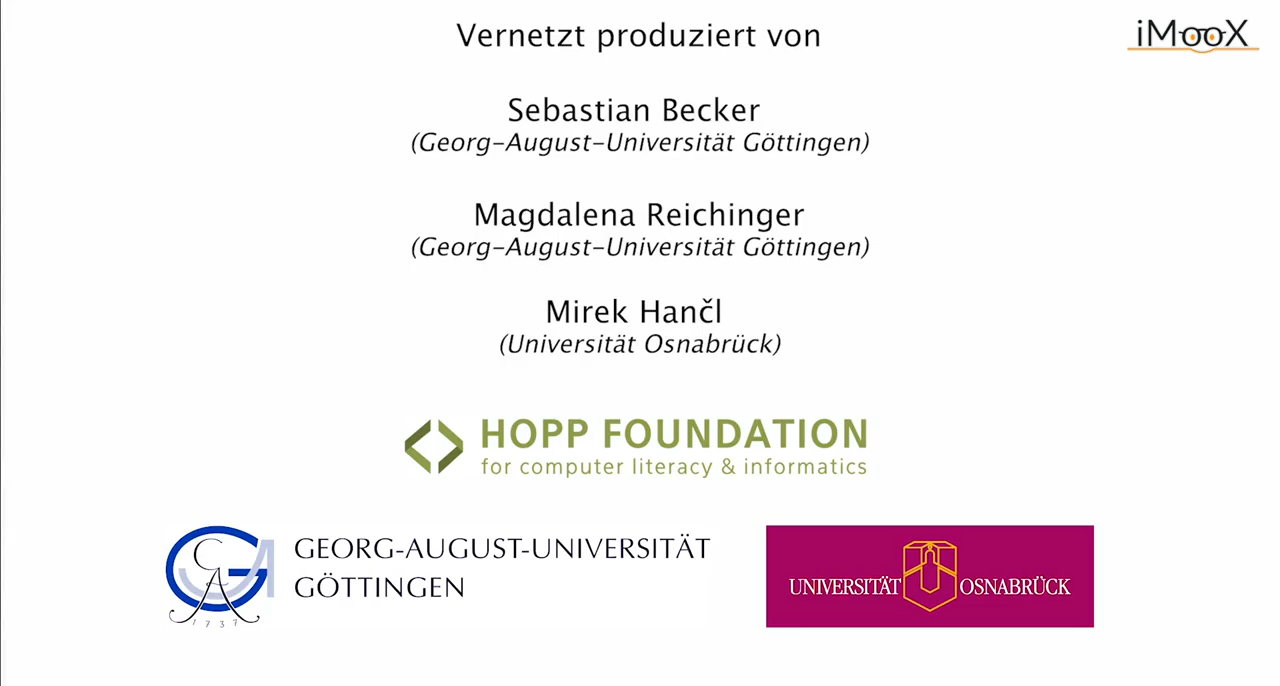 Vernetzt produziert von
iMooX
Sebastian Becker
(Georg-August-Universität Göttingen)
Magdalena Reichinger
(Georg-August-Universität Göttingen)
Mirek Hančl
(Universität Osnabrück)
HOPP FOUNDATION
for computer literacy & informatics
GEORG-AUGUST-UNIVERSITÄT
GÖTTINGEN
1737
UNIVERSITÄT OSNABRÜCK